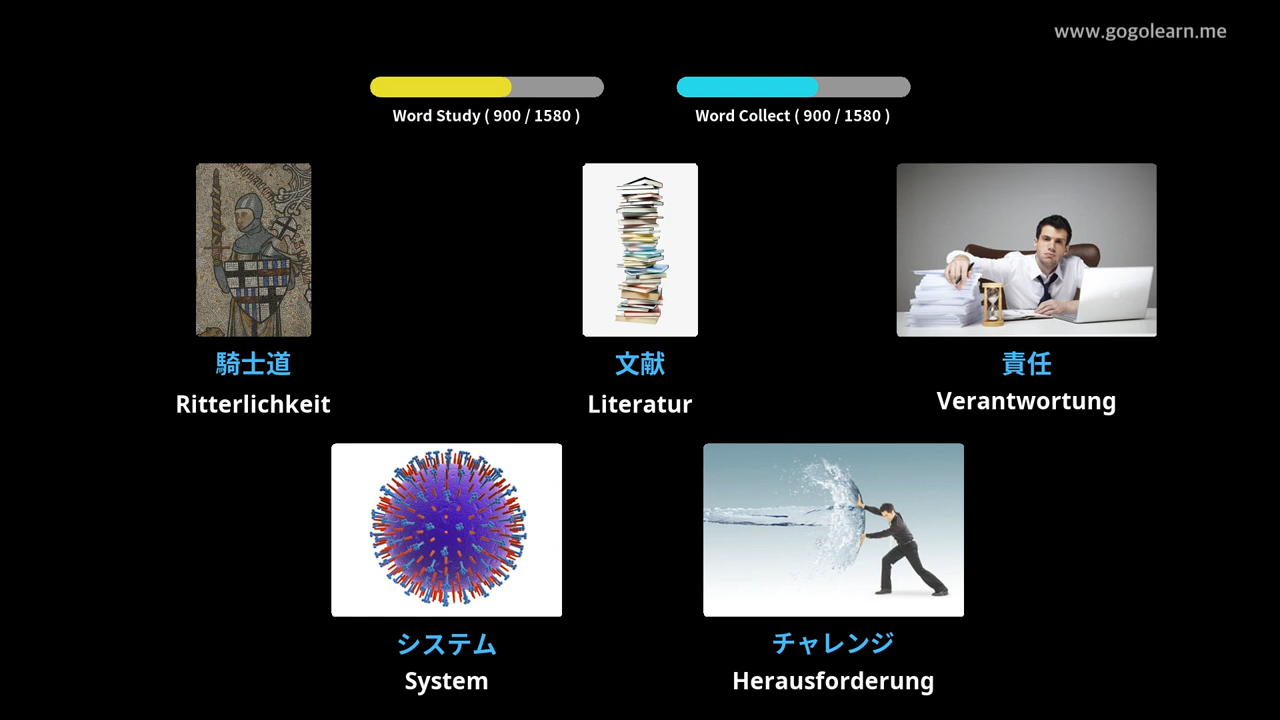 www.gogolearn.me
Word Study ( 900 / 1580 )
Word Collect ( 900 / 1580 )
騎士道
文献
責任
Ritterlichkeit
Literatur
Verantwortung
システム
チャレンジ
System
Herausforderung